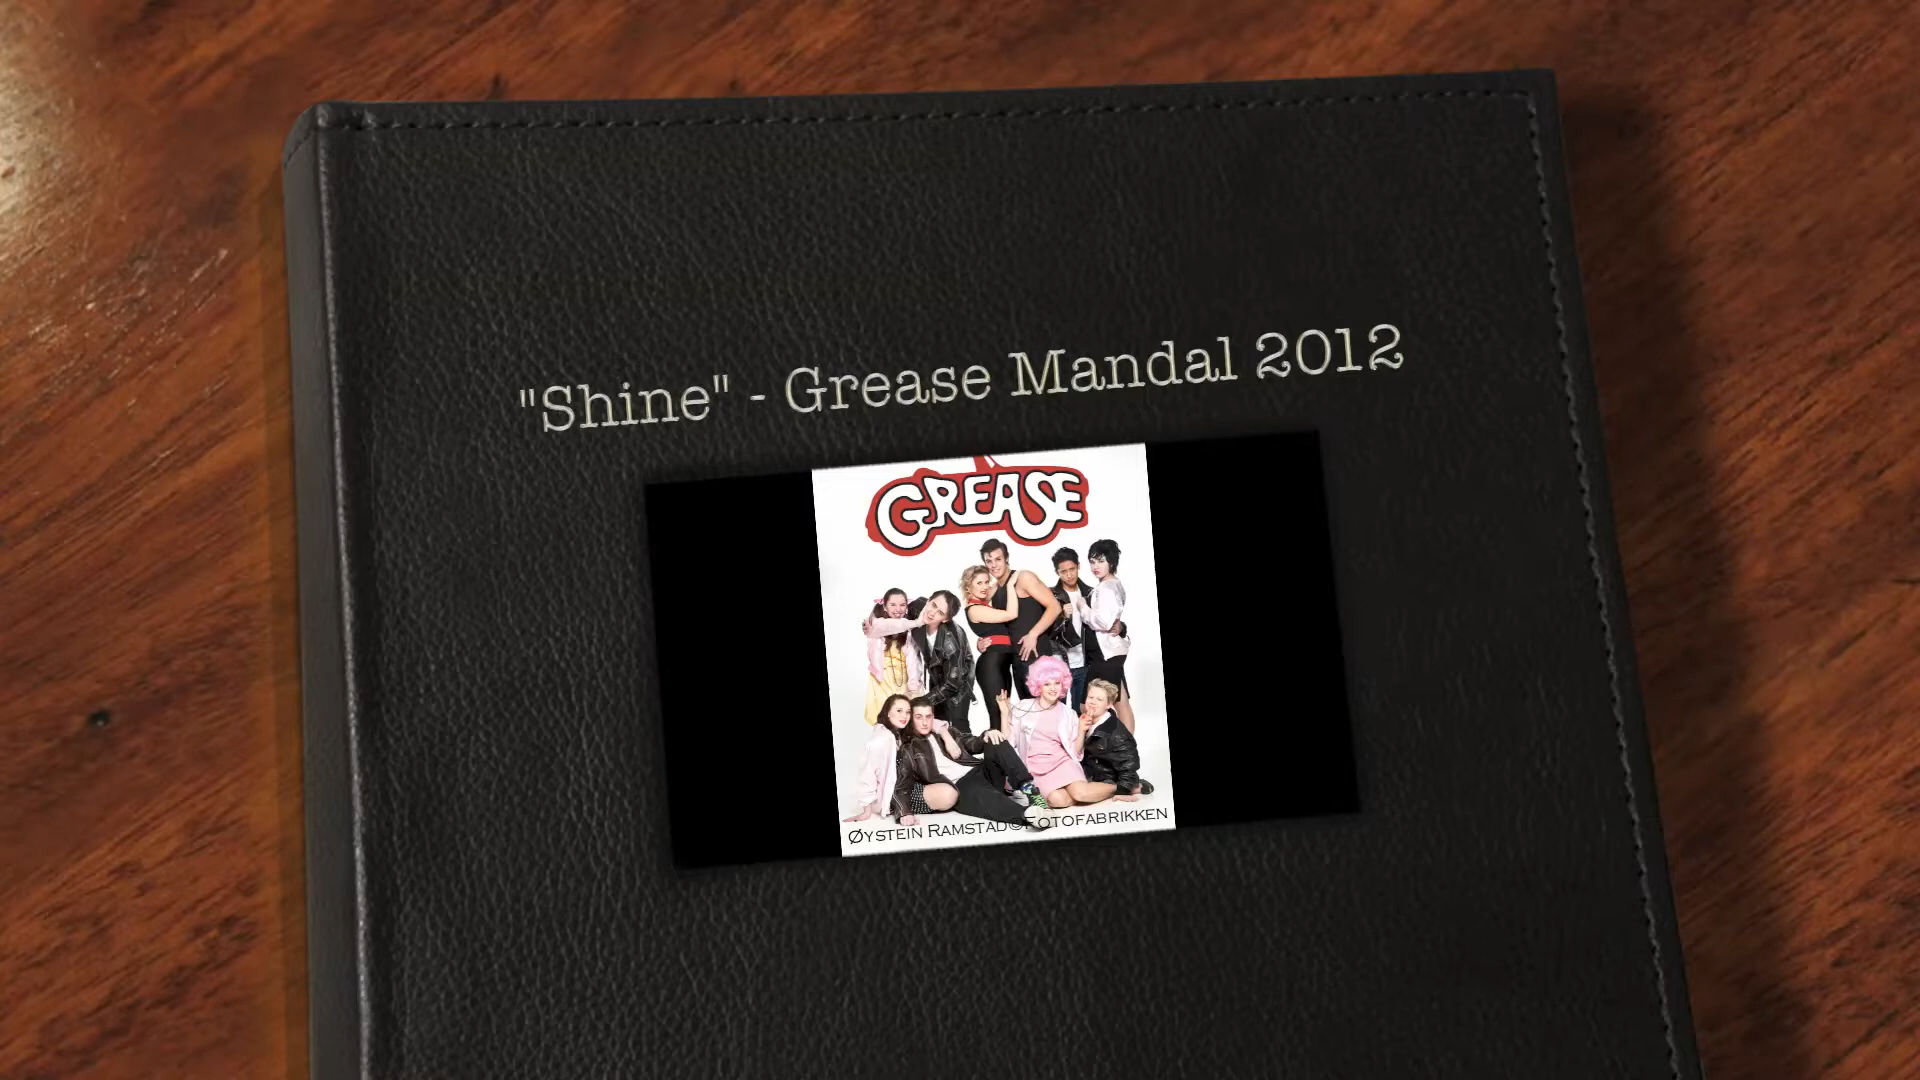 "Shine" - Grease Mandal 2012
GREASE
ØYSTEIN RAMSTAD©FOTOFABRIKKEN